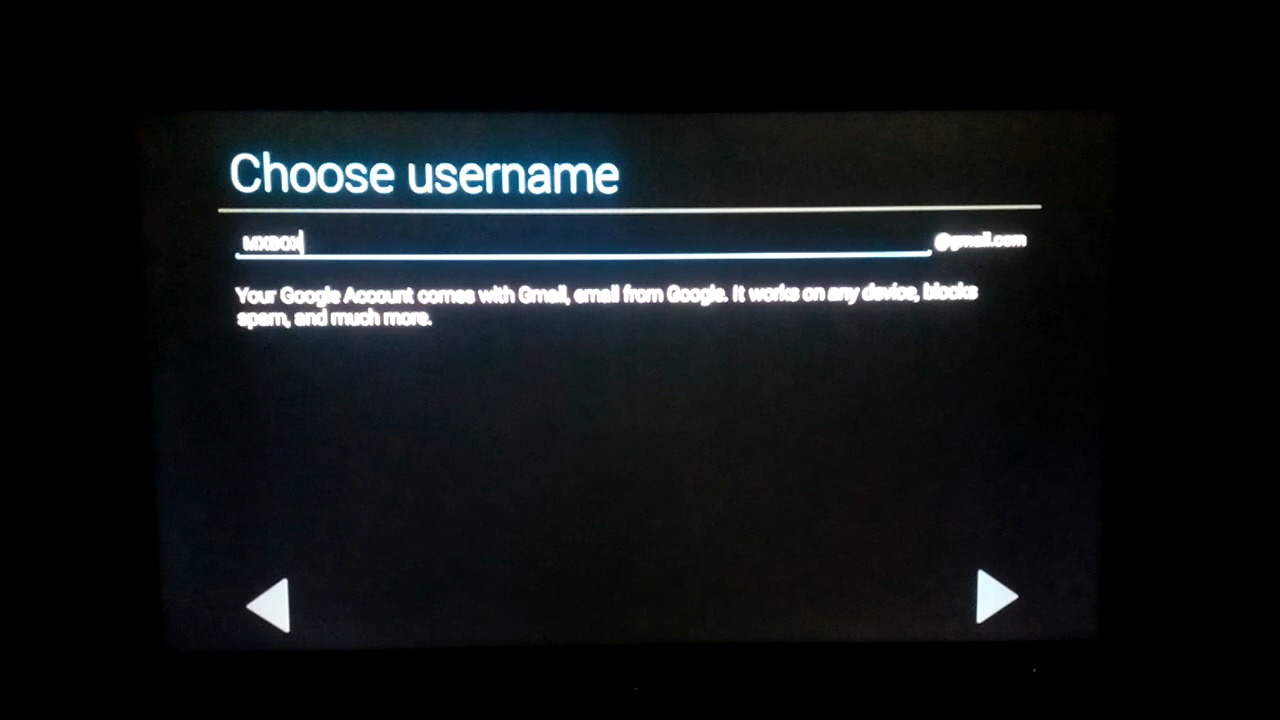 Choose username
MXBOX @gmail.com
Your Google Account comes with Gmail, email from Google. It works on any device, blocks
spam, and much more.